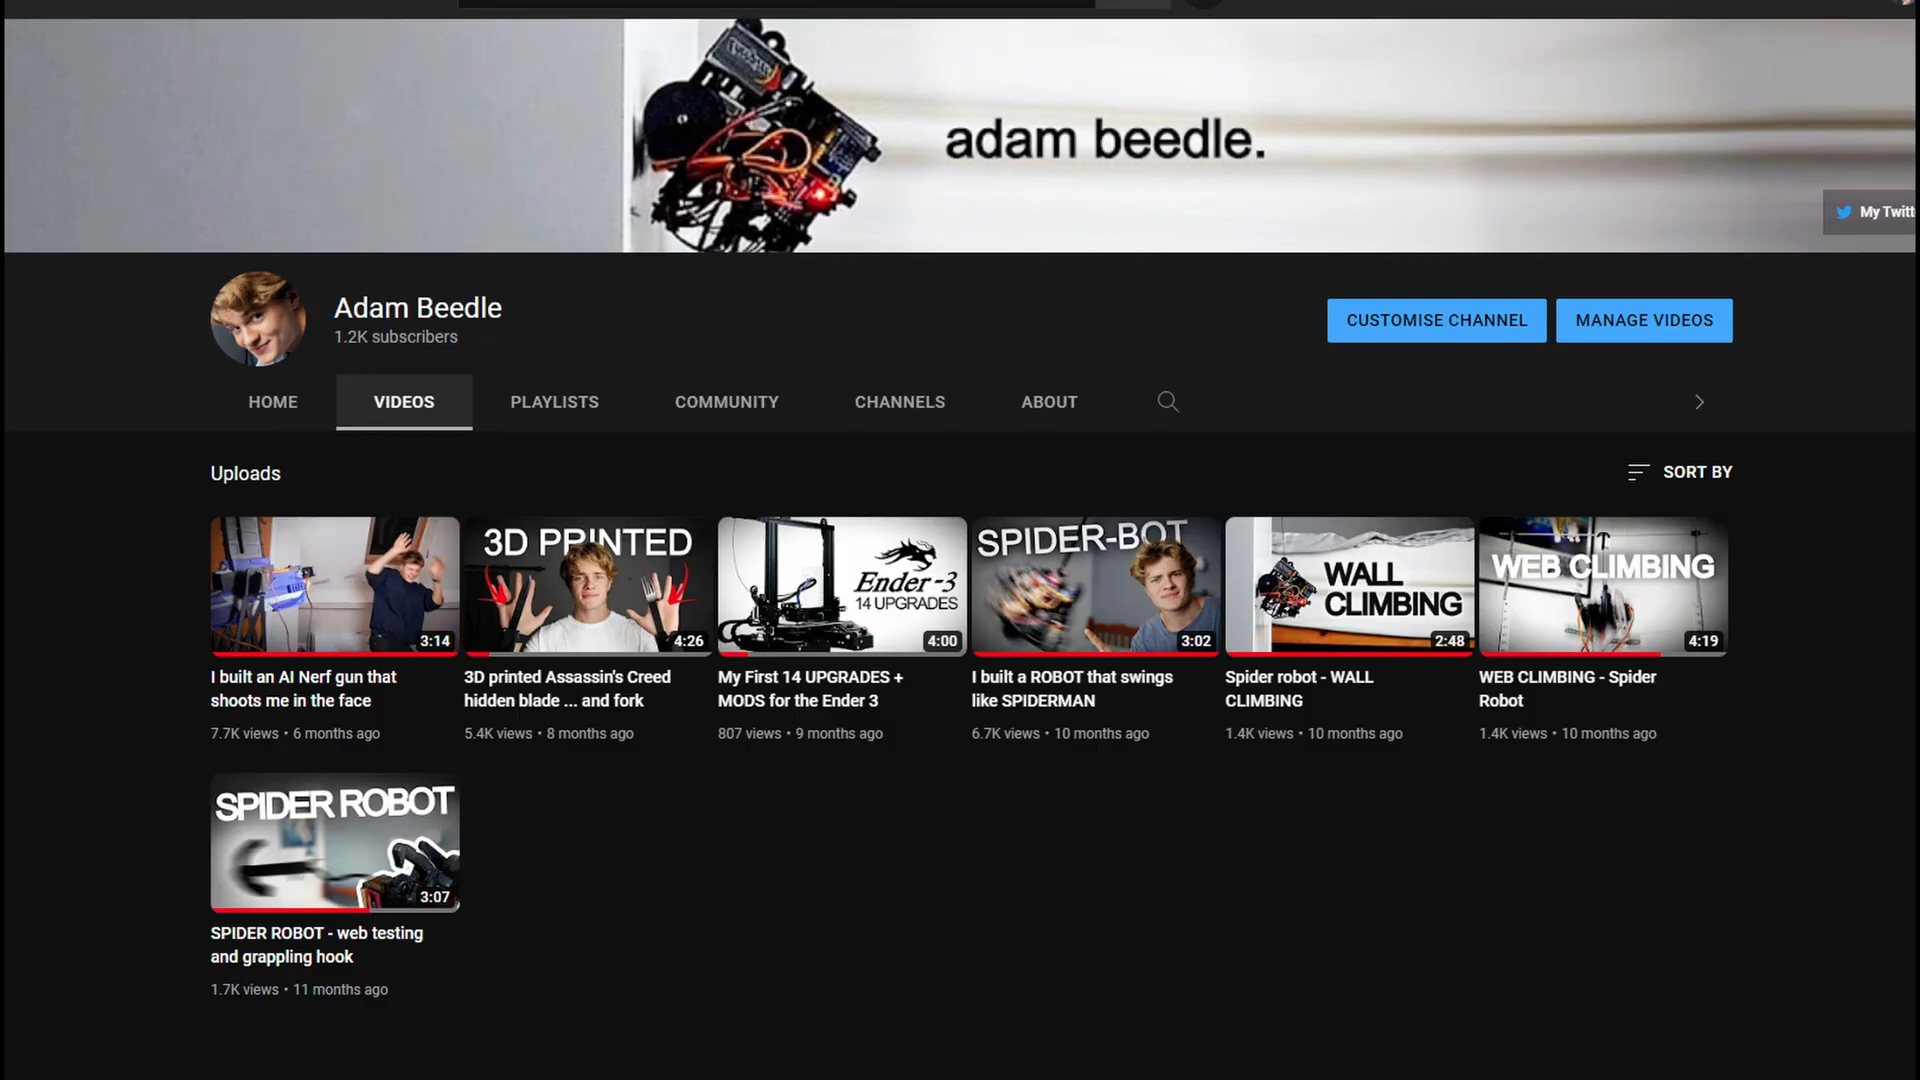 adam beedle.
My Twitt
Adam Beedle
1.2K subscribers
CUSTOMISE CHANNEL
MANAGE VIDEOS
HOME
VIDEOS
PLAYLISTS
COMMUNITY
CHANNELS
ABOUT
Uploads
SORT BY
3:14
3D PRINTED
4:26
Ender-3
14 UPGRADES
4:00
SPIDER-BOT
3:02
WALL
CLIMBING
2:48
WEB CLIMBING
4:19
I built an AI Nerf gun that
shoots me in the face
7.7K views • 6 months ago
3D printed Assassin's Creed
hidden blade ... and fork
5.4K views • 8 months ago
My First 14 UPGRADES +
MODS for the Ender 3
807 views • 9 months ago
I built a ROBOT that swings
like SPIDERMAN
6.7K views • 10 months ago
Spider robot - WALL
CLIMBING
1.4K views • 10 months ago
WEB CLIMBING - Spider
Robot
1.4K views • 10 months ago
SPIDER ROBOT
3:07
SPIDER ROBOT - web testing
and grappling hook
1.7K views • 11 months ago